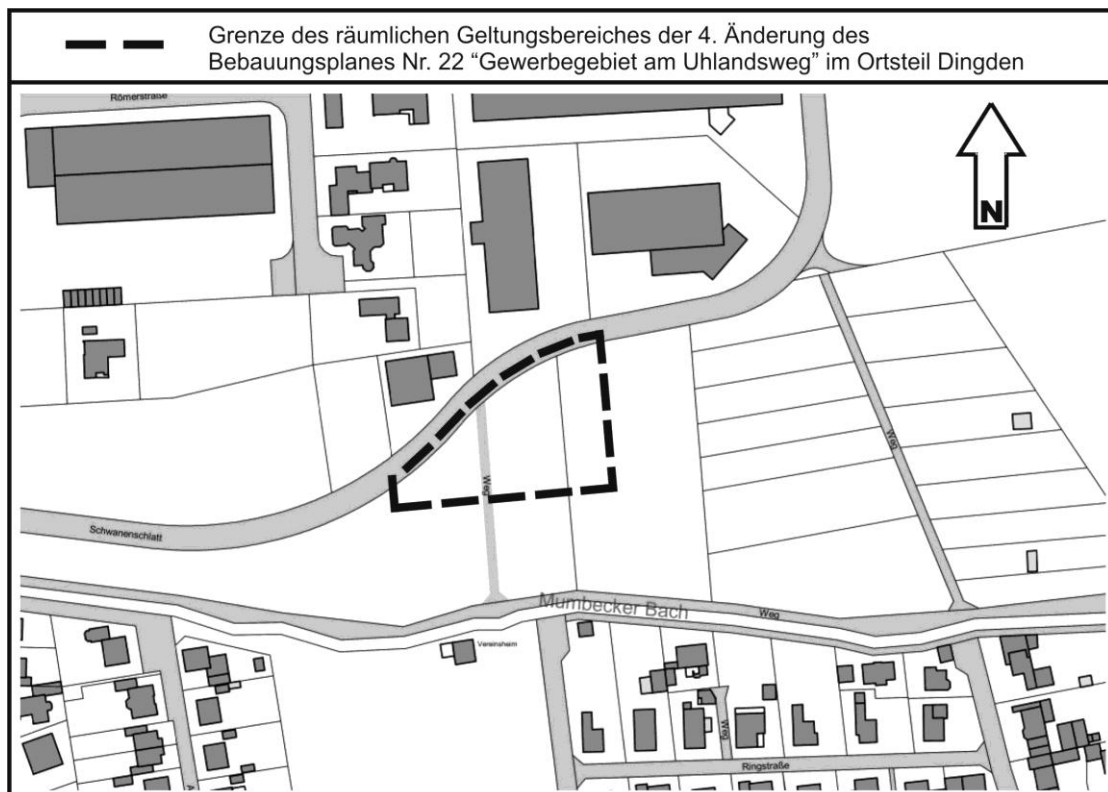 Grenze des räumlichen Geltungsbereiches der 4. Änderung des
Bebauungsplanes Nr. 22 “Gewerbegebiet am Uhlandsweg” im Ortsteil Dingden
Römerstraße
N
Weg
Weg
Schwanenschlatt
Mumbecker Bach
Weg
Vereinsheim
Weg
Ringstraße
A